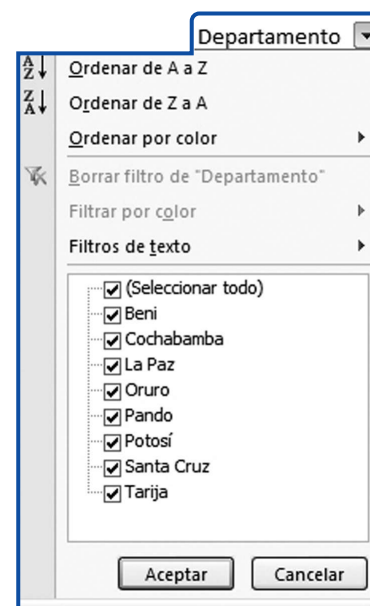 Departamento
Ordenar de A a Z
Ordenar de Z a A
Ordenar por color
Borrar filtro de "Departamento"
Filtrar por color
Filtros de texto
(Seleccionar todo)
Beni
Cochabamba
La Paz
Oruro
Pando
Potosí
Santa Cruz
Tarija
Aceptar
Cancelar